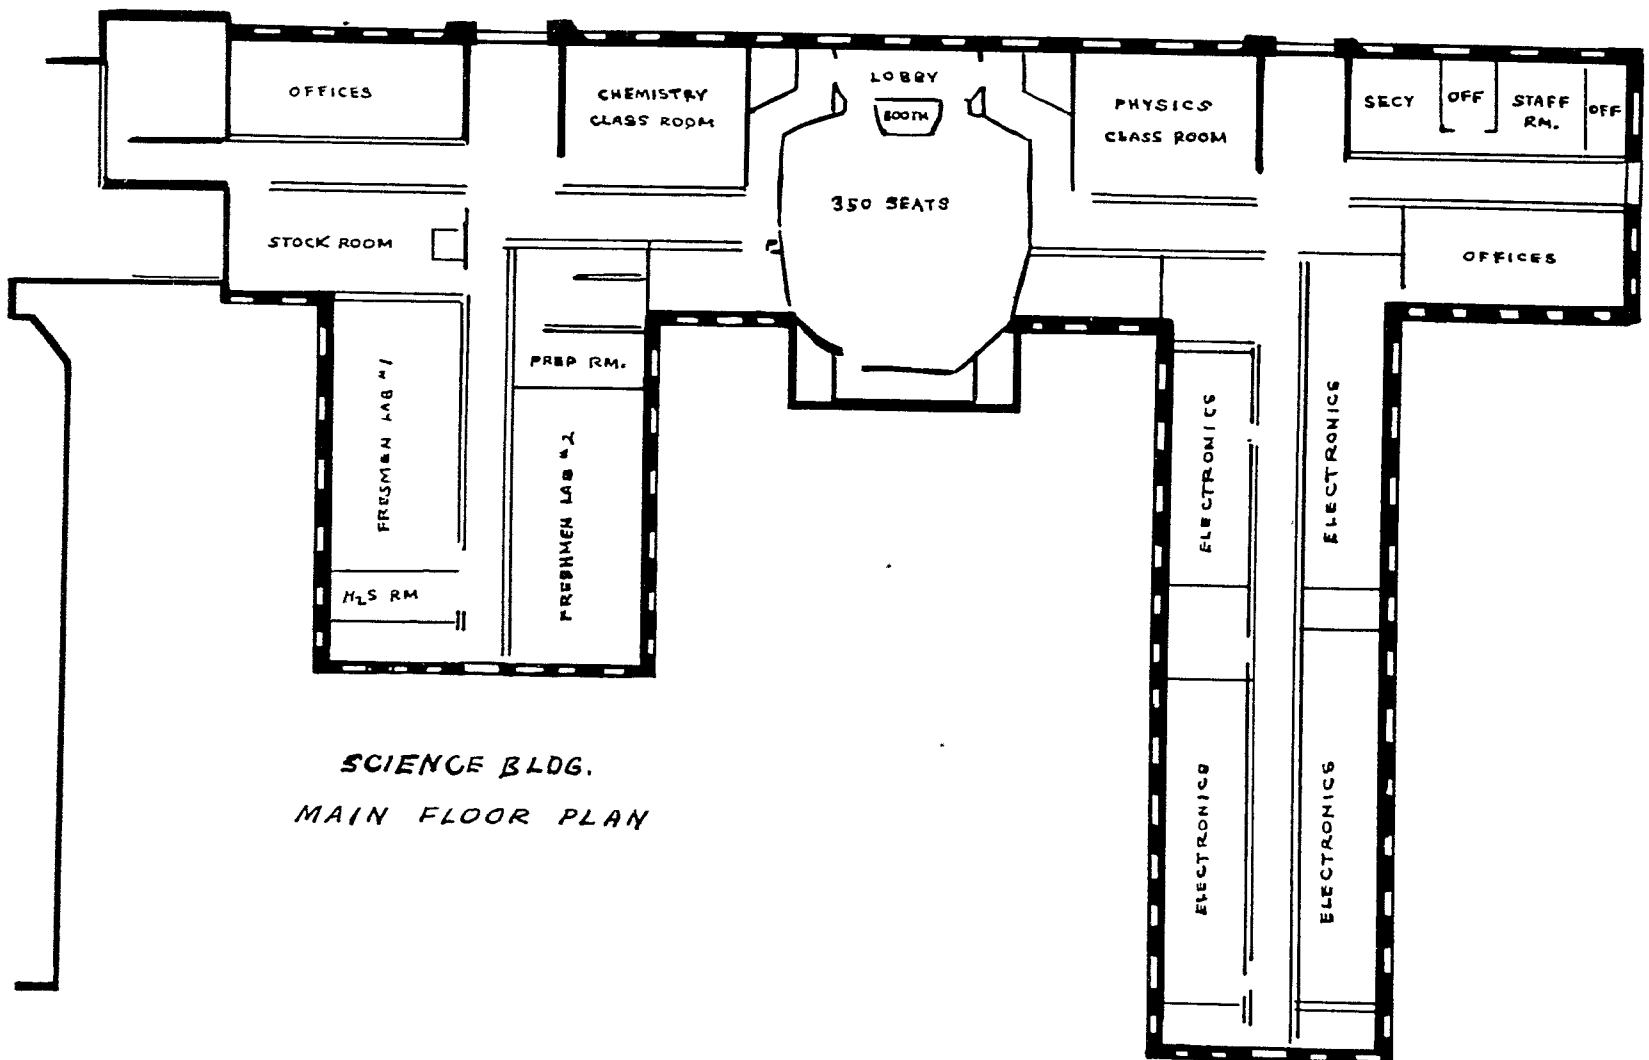 OFFICES
CHEMISTRY
CLASS ROOM
LOBBY
BOOTH
PHYSICS
CLASS ROOM
SECY
OFF
STAFF
RM.
OFF
350 SEATS
STOCK ROOM
OFFICES
PREP RM.
FRESMEN LAB #1
FRESHMEN LAB #2
H2S RM
ELECTRONICS
ELECTRONICS
ELECTRONICS
ELECTRONICS
SCIENCE BLDG.
MAIN FLOOR PLAN